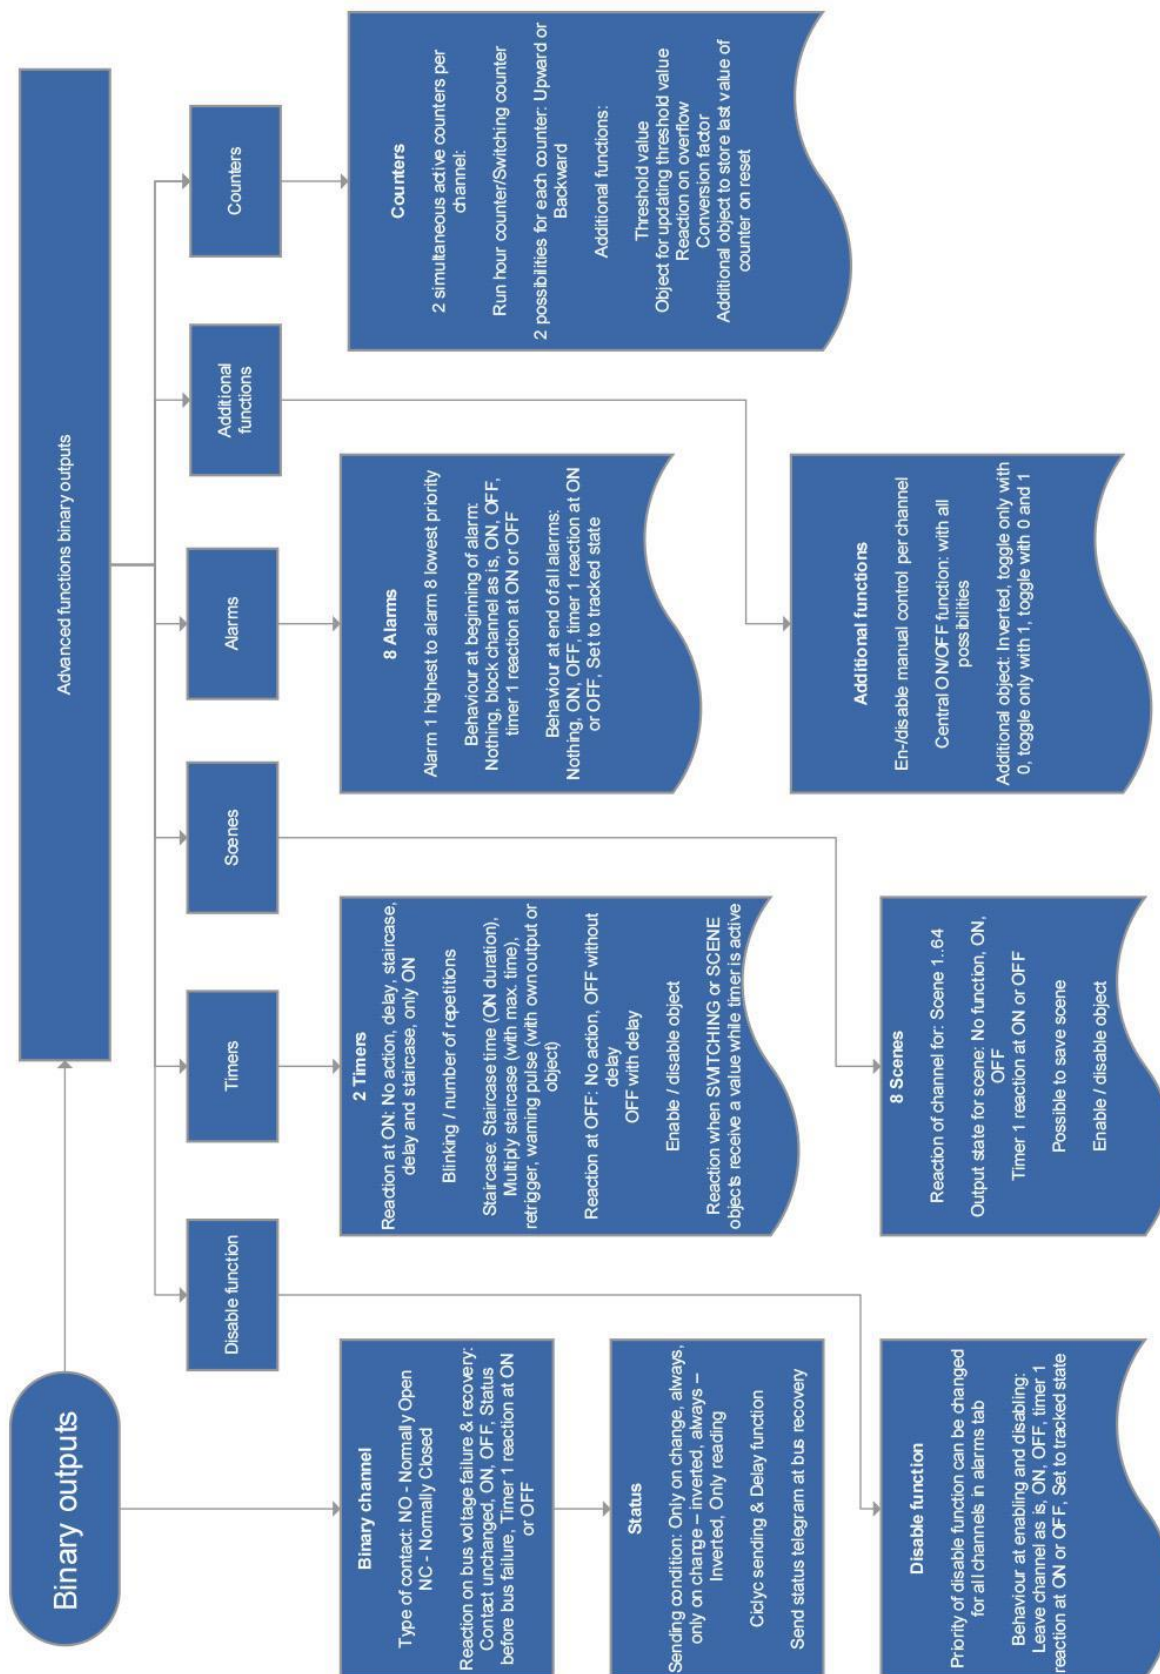 Binary outputs
Advanced functions binary outputs
Disable function
Timers
Scenes
Alarms
Additional
functions
Counters
Binary channel
Type of contact: NO - Normally Open
NC - Normally Closed
Reaction on bus voltage failure & recovery:
Contact unchanged, ON, OFF, Status
before bus failure, Timer 1 reaction at ON
or OFF
Status
Sending condition: Only on change, always,
only on change – inverted, always –
Inverted, Only reading
Ciclyc sending & Delay function
Send status telegram at bus recovery
Disable function
Priority of disable function can be changed
for all channels in alarms tab
Behaviour at enabling and disabling:
Leave channel as is, ON, OFF, timer 1
reaction at ON or OFF, Set to tracked state
2 Timers
Reaction at ON: No action, delay, staircase,
delay and staircase, only ON
Blinking / number of repetitions
Staircase: Staircase time (ON duration),
Multiply staircase (with max. time),
retrigger, warning pulse (with own output or
object)
Reaction at OFF: No action, OFF without
delay
OFF with delay
Enable / disable object
Reaction when SWITCHING or SCENE
objects receive a value while timer is active
8 Scenes
Reaction of channel for: Scene 1..64
Output state for scene: No function, ON,
OFF
Timer 1 reaction at ON or OFF
Possible to save scene
Enable / disable object
8 Alarms
Alarm 1 highest to alarm 8 lowest priority
Behaviour at beginning of alarm:
Nothing, block channel as is, ON, OFF,
timer 1 reaction at ON or OFF
Behaviour at end of all alarms:
Nothing, ON, OFF, timer 1 reaction at ON
or OFF, Set to tracked state
Additional functions
En-/disable manual control per channel
Central ON/OFF function: with all
possibilities
Additional object: Inverted, toggle only with
0, toggle only with 1, toggle with 0 and 1
Counters
2 simultaneous active counters per
channel:
Run hour counter/Switching counter
2 possibilities for each counter: Upward or
Backward
Additional functions:
Threshold value
Object for updating threshold value
Reaction on overflow
Conversion factor
Additional object to store last value of
counter on reset